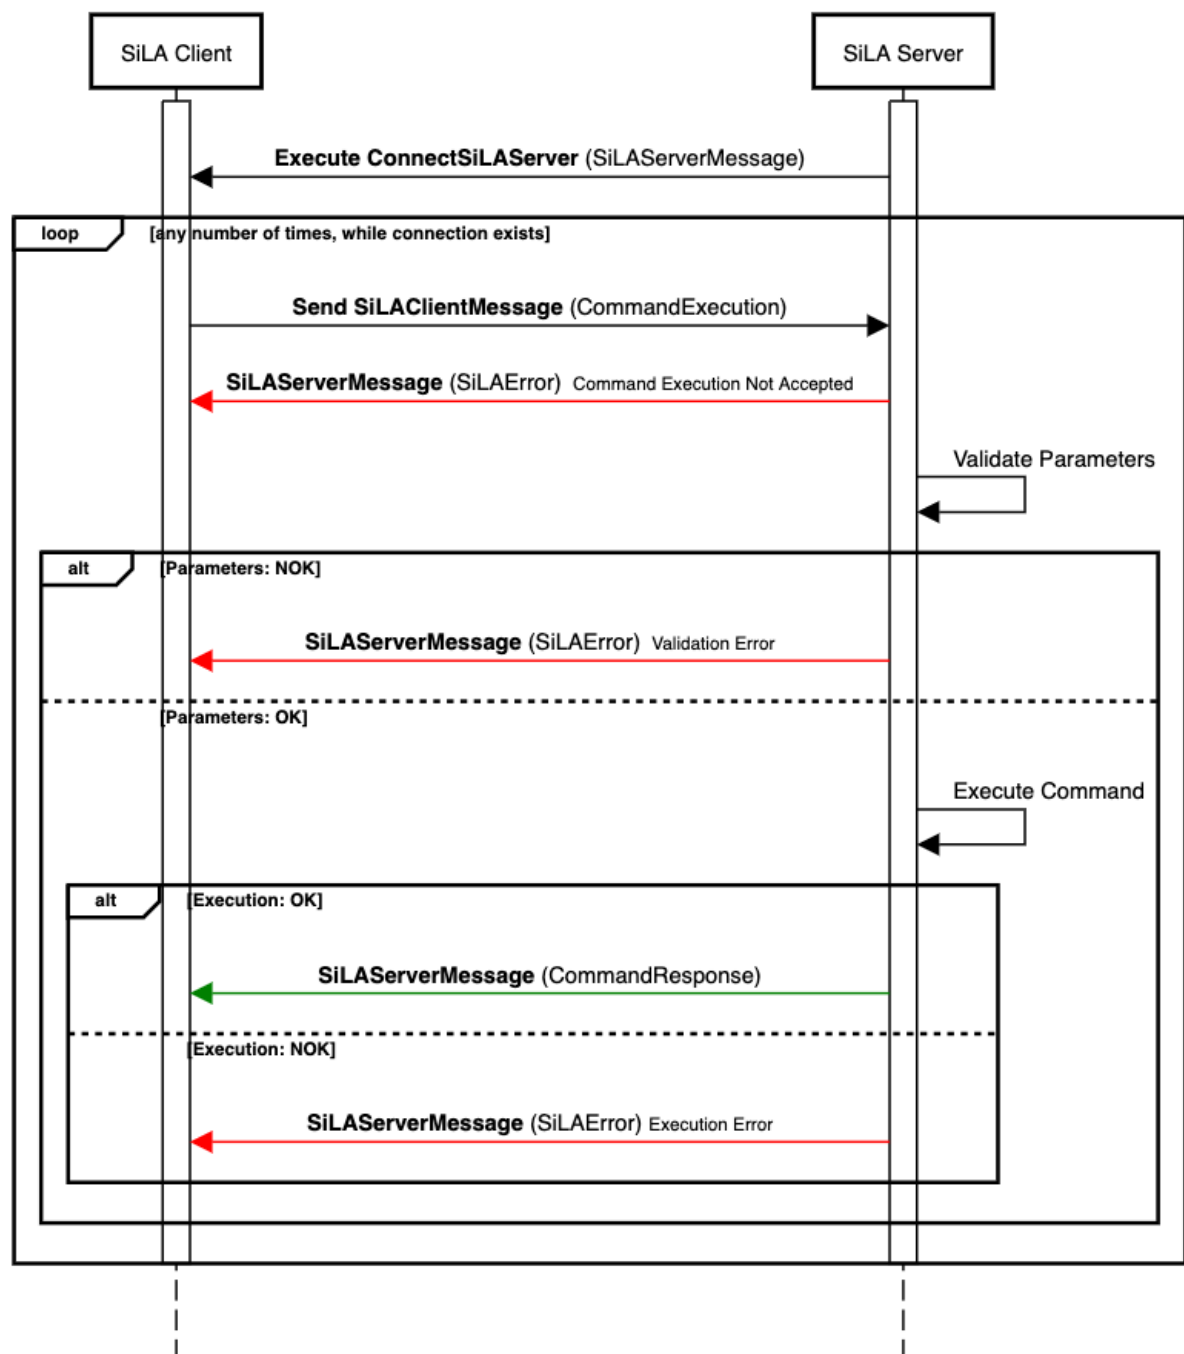 SiLA Client
SiLA Server
Execute ConnectSiLAServer (SiLAServerMessage)
loop
[any number of times, while connection exists]
Send SiLAClientMessage (CommandExecution)
SiLAServerMessage (SiLAError) Command Execution Not Accepted
Validate Parameters
alt
[Parameters: NOK]
SiLAServerMessage (SiLAError) Validation Error
[Parameters: OK]
Execute Command
alt
[Execution: OK]
SiLAServerMessage (CommandResponse)
[Execution: NOK]
SiLAServerMessage (SiLAError) Execution Error